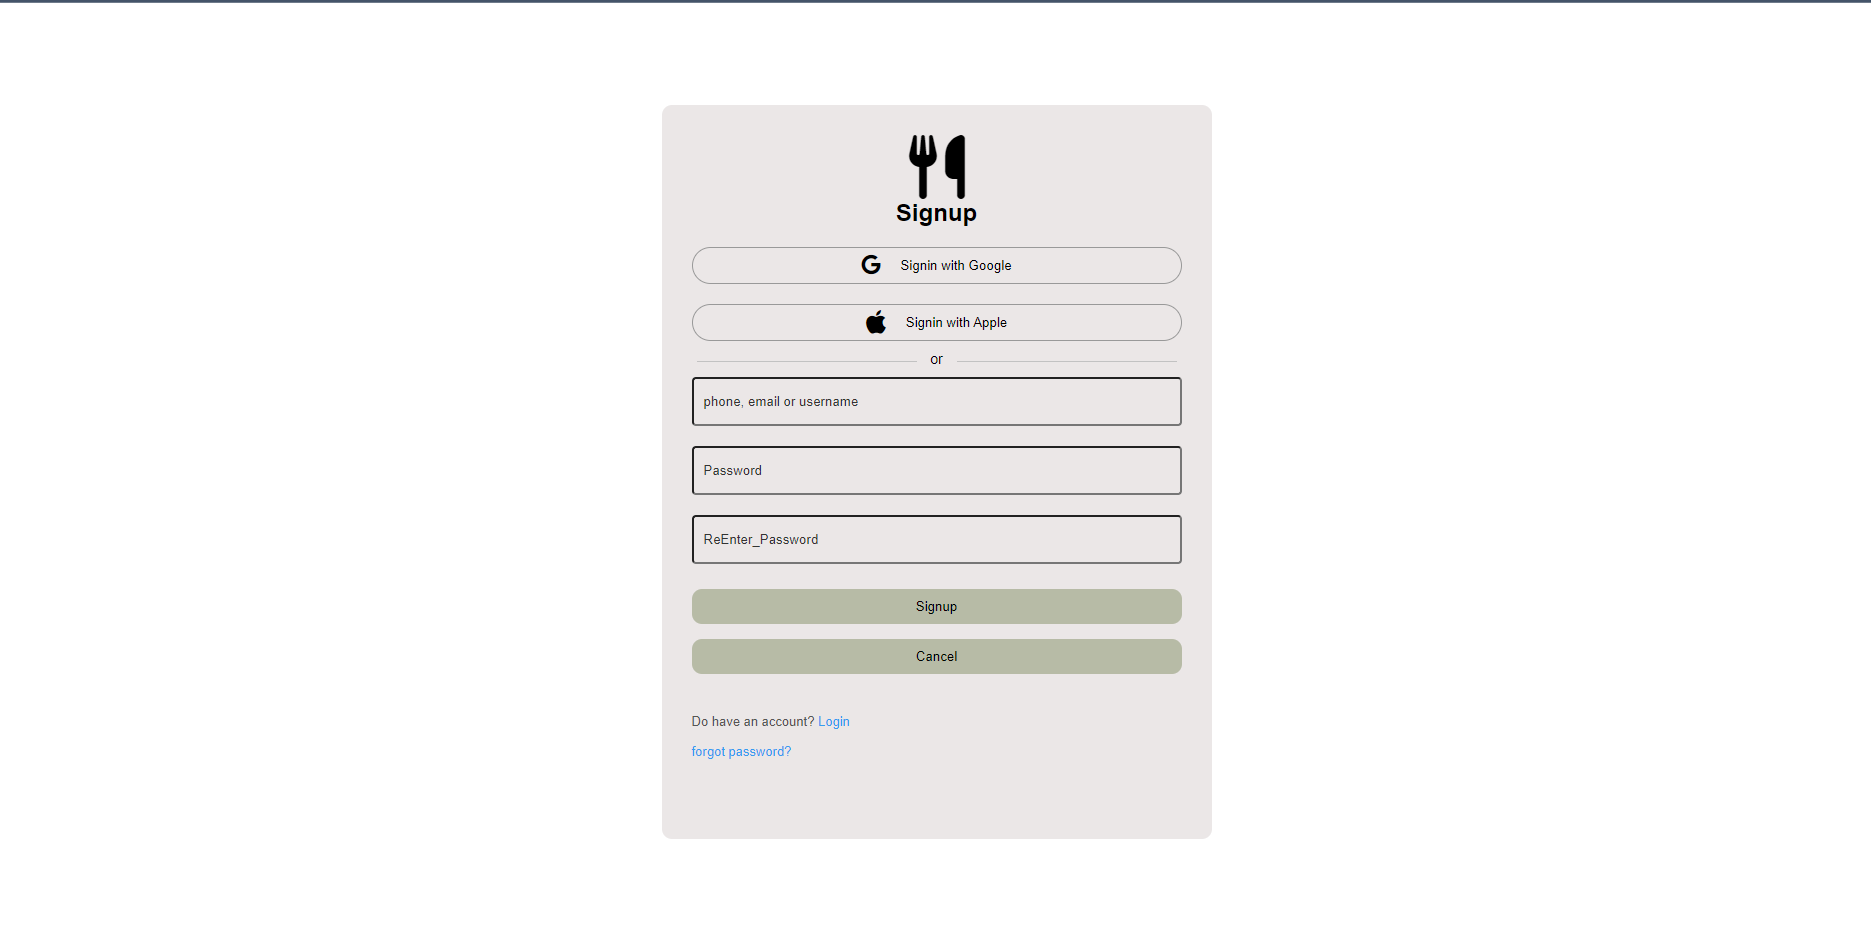 Signup
Signin with Google
Signin with Apple
or
phone, email or username
Password
ReEnter_Password
Signup
Cancel
Do have an account? Login
forgot password?